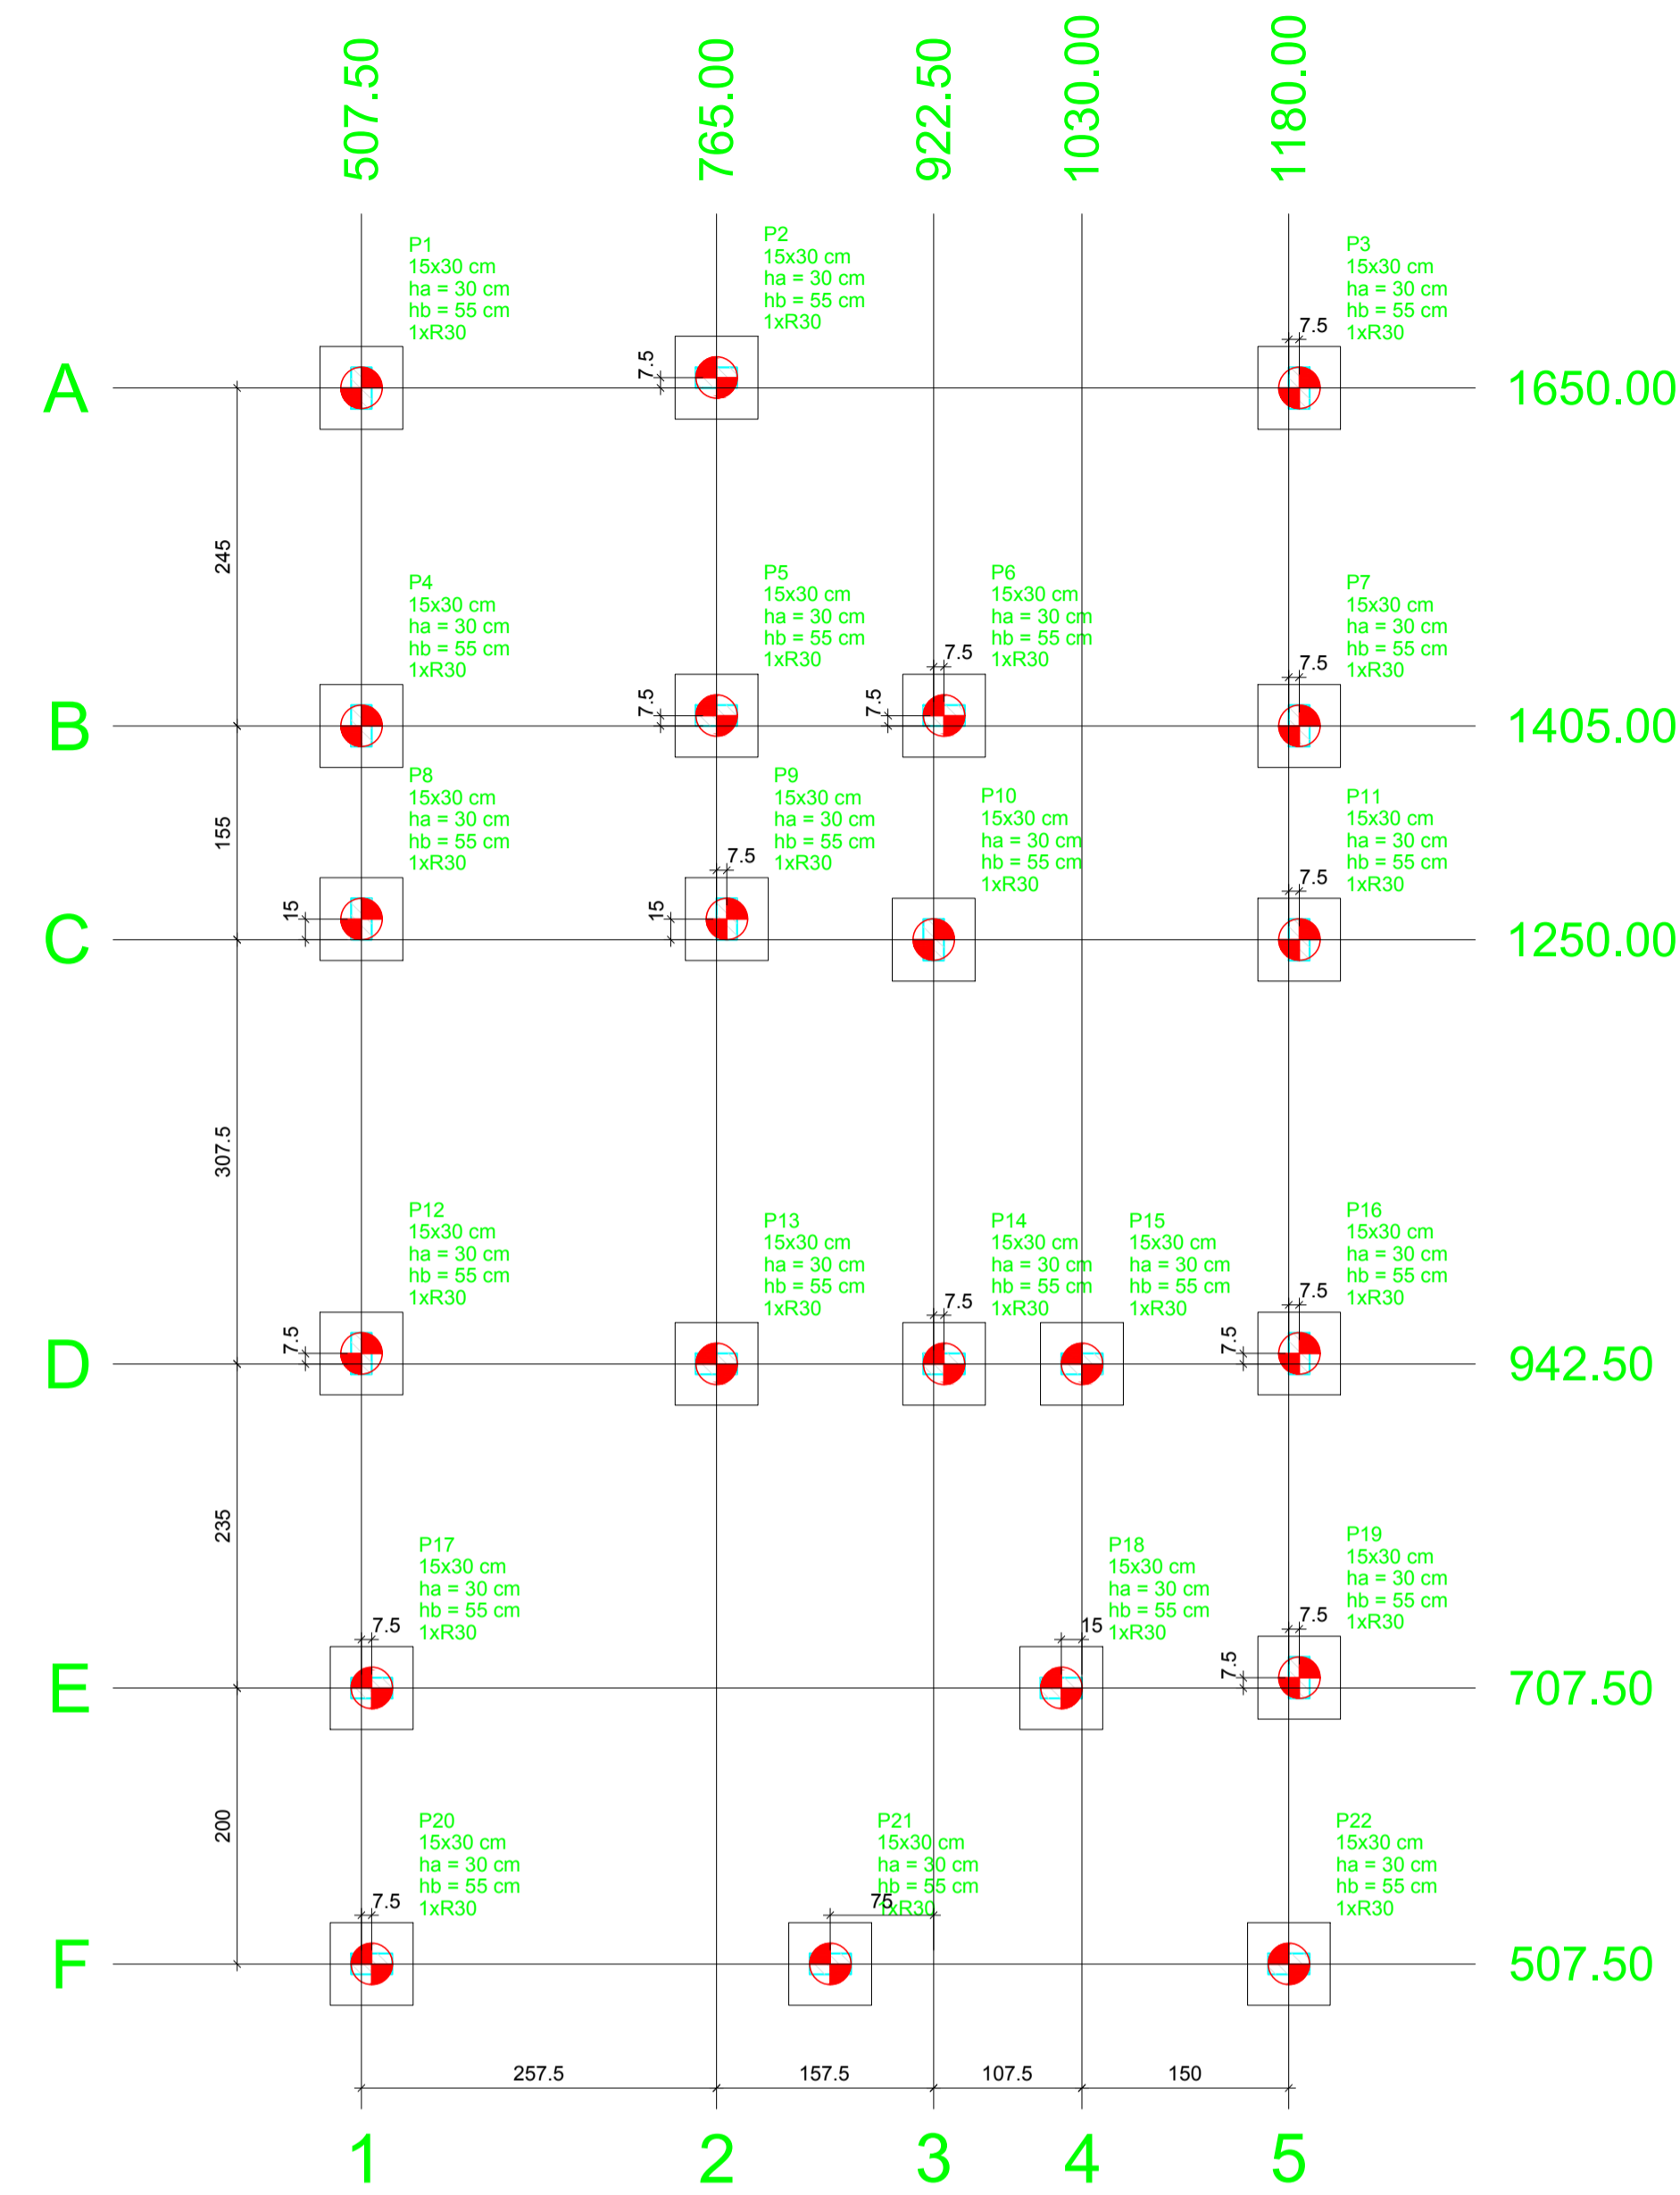 507.50
765.00
922.50
1030.00
1180.00
P1
15x30 cm
ha = 30 cm
hb = 55 cm
1xR30
P2
15x30 cm
ha = 30 cm
hb = 55 cm
1xR30
7.5
P3
15x30 cm
ha = 30 cm
hb = 55 cm
1xR30
7.5
A
1650.00
245
P4
15x30 cm
ha = 30 cm
hb = 55 cm
1xR30
P5
15x30 cm
ha = 30 cm
hb = 55 cm
1xR30
7.5
P6
15x30 cm
ha = 30 cm
hb = 55 cm
1xR30
7.5
7.5
P7
15x30 cm
ha = 30 cm
hb = 55 cm
1xR30
7.5
B
1405.00
155
P8
15x30 cm
ha = 30 cm
hb = 55 cm
1xR30
15
P9
15x30 cm
ha = 30 cm
hb = 55 cm
1xR30
7.5
15
P10
15x30 cm
ha = 30 cm
hb = 55 cm
1xR30
P11
15x30 cm
ha = 30 cm
hb = 55 cm
1xR30
7.5
C
1250.00
307.5
P12
15x30 cm
ha = 30 cm
hb = 55 cm
1xR30
7.5
P13
15x30 cm
ha = 30 cm
hb = 55 cm
1xR30
P14
15x30 cm
ha = 30 cm
hb = 55 cm
1xR30
7.5
P15
15x30 cm
ha = 30 cm
hb = 55 cm
1xR30
P16
15x30 cm
ha = 30 cm
hb = 55 cm
1xR30
7.5
7.5
D
942.50
235
P17
15x30 cm
ha = 30 cm
hb = 55 cm
1xR30
7.5
P18
15x30 cm
ha = 30 cm
hb = 55 cm
1xR30
15
P19
15x30 cm
ha = 30 cm
hb = 55 cm
1xR30
7.5
7.5
E
707.50
200
P20
15x30 cm
ha = 30 cm
hb = 55 cm
1xR30
7.5
P21
15x30 cm
ha = 30 cm
hb = 55 cm
1xR30
75
P22
15x30 cm
ha = 30 cm
hb = 55 cm
1xR30
F
507.50
257.5
157.5
107.5
150
1
2
3
4
5